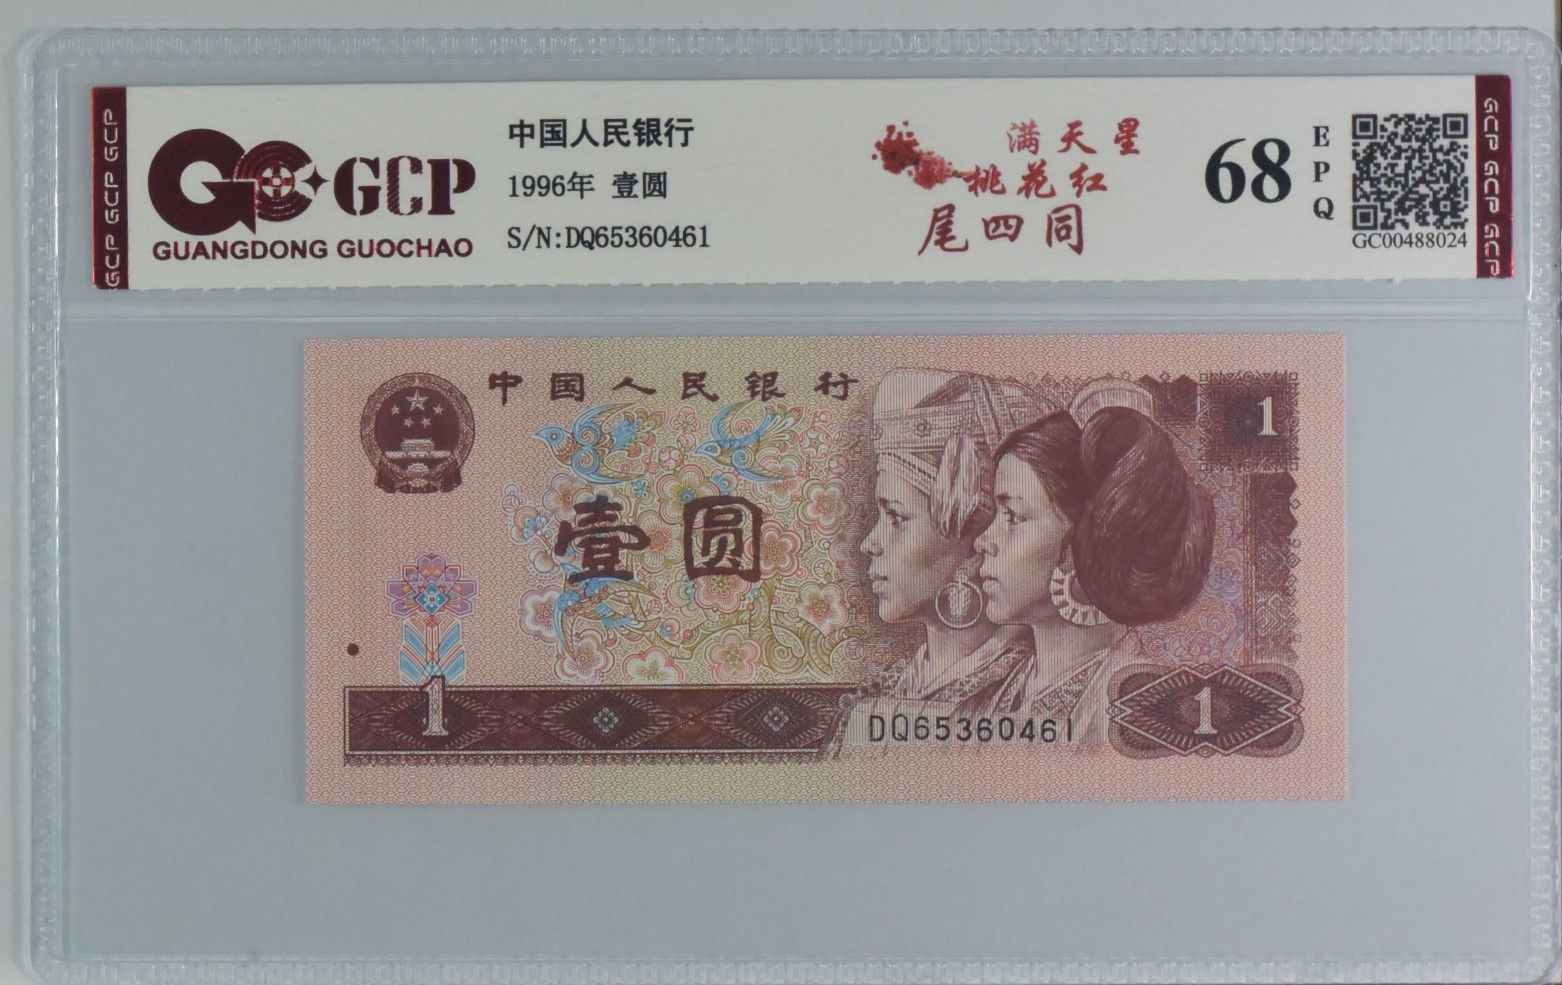 GCP GCP GCP
GCP
GUANGDONG GUOCHAO
中国人民银行
1996年 壹圆
S/N:DQ65360461
满天星
桃花红
尾四同
68
EPQ
GC00488024
GCP GCP GCP
中国人民银行
1
壹圆
1
DQ65360461
1